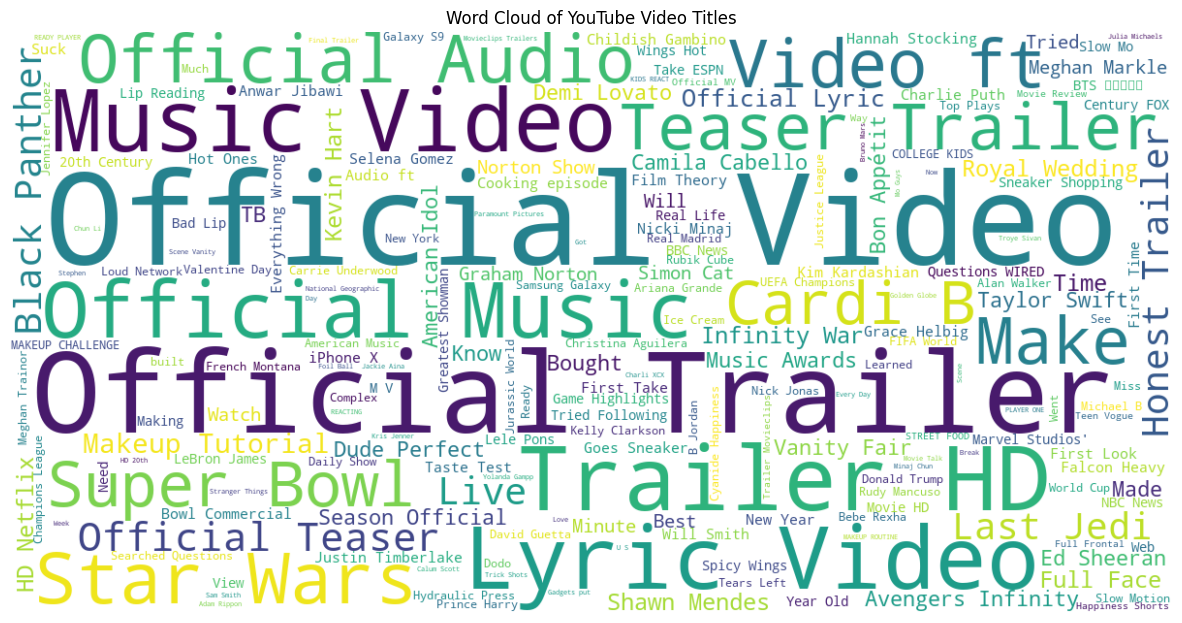 Word Cloud of YouTube Video Titles
READY PLAYER
Final Trailer
Galaxy S9
Movieclips Trailers
Childish Gambino
Hannah Stocking
Julia Michaels
Suck
Official Audio
Wings Hot
Video ft
Tried
Slow Mo
Much
Take ESPN
Meghan Markle
KIDS REACT
Official MV
BTS
Movie Review
Lip Reading
Anwar Jibawi
Demi Lovato
Official Lyric
Charlie Puth
Top Plays
Century FOX
Jennifer Lopez
Music Video
Teaser Trailer
Way
Bruno Mars
Black Panther
20th Century
Hot Ones
Kevin Hart
Selena Gomez
Norton Show
Camila Cabello
COLLEGE KIDS
Royal Wedding
Now
Audio ft
Cooking episode
Film Theory
Justice League
Bon Appétit
Sneaker Shopping
No Guys
Everything Wrong
Official Video
Paramount Pictures
Will
Real Life
Nicki Minaj
Honest Trailer
Bad Lip
TB
Chun Li
New York
Got
Real Madrid
BBC News
Troye Sivan
Scene Vanity
Rubik Cube
Stephen
Loud Network
Valentine Day
Carrie Underwood
American Idol
Graham Norton
Simon Cat
Kim Kardashian
Questions WIRED
First Time
National Geographic
Samsung Galaxy
Ariana Grande
UEFA Champions
Alan Walker
Time
Day
Official Music
Cardi B
Golden Globe
Taylor Swift
Greatest Showman
Ice Cream
FIFA World
See
MAKEUP CHALLENGE
American Music
Christina Aguilera
Infinity War
Grace Helbig
Make
built
French Montana
iPhone X
Know
Bought
Music Awards
Learned
Foil Ball
Jackie Aina
Jurassic World
Meghan Trainor
Official Trailer
M V
First Take
Charli XCX
Nick Jonas
Scene
Miss
Complex
Ready
Game Highlights
Every Day
PLAYER ONE
Went
Michael B
Making
Watch
REACTING
Tried Following
B Jordan
Teen Vogue
Kris Jenner
Kelly Clarkson
Cyanide Happiness
Trailer Movieclips
STREET FOOD
Makeup Tutorial
Dude Perfect
Lele Pons
Goes Sneaker
Vanity Fair
Marvel Studios'
HD Netflix
Champions League
HD 20th
LeBron James
Daily Show
Taste Test
Movie Talk
Break
First Look
Need
Super Bowl
Live
Yolanda Gampp
Trailer HD
Donald Trump
Minaj Chun
Falcon Heavy
Stranger Things
Rudy Mancuso
World Cup
Made
Movie HD
NBC News
Bowl Commercial
Season Official
Love
Minute
Best
New Year
Bebe Rexha
Week
Official Teaser
David Guetta
Will Smith
MAKEUP ROUTINE
Last Jedi
Full Frontal
Web
Searched Questions
Justin Timberlake
U S
Ed Sheeran
Star Wars
Calum Scott
Dodo
Lyric Video
Spicy Wings
View
Trick Shots
Tears Left
Full Face
Sam Smith
Hydraulic Press
Gadgets put
Adam Rippon
Prince Harry
Shawn Mendes
Year Old
Avengers Infinity
Slow Motion
Happiness Shorts